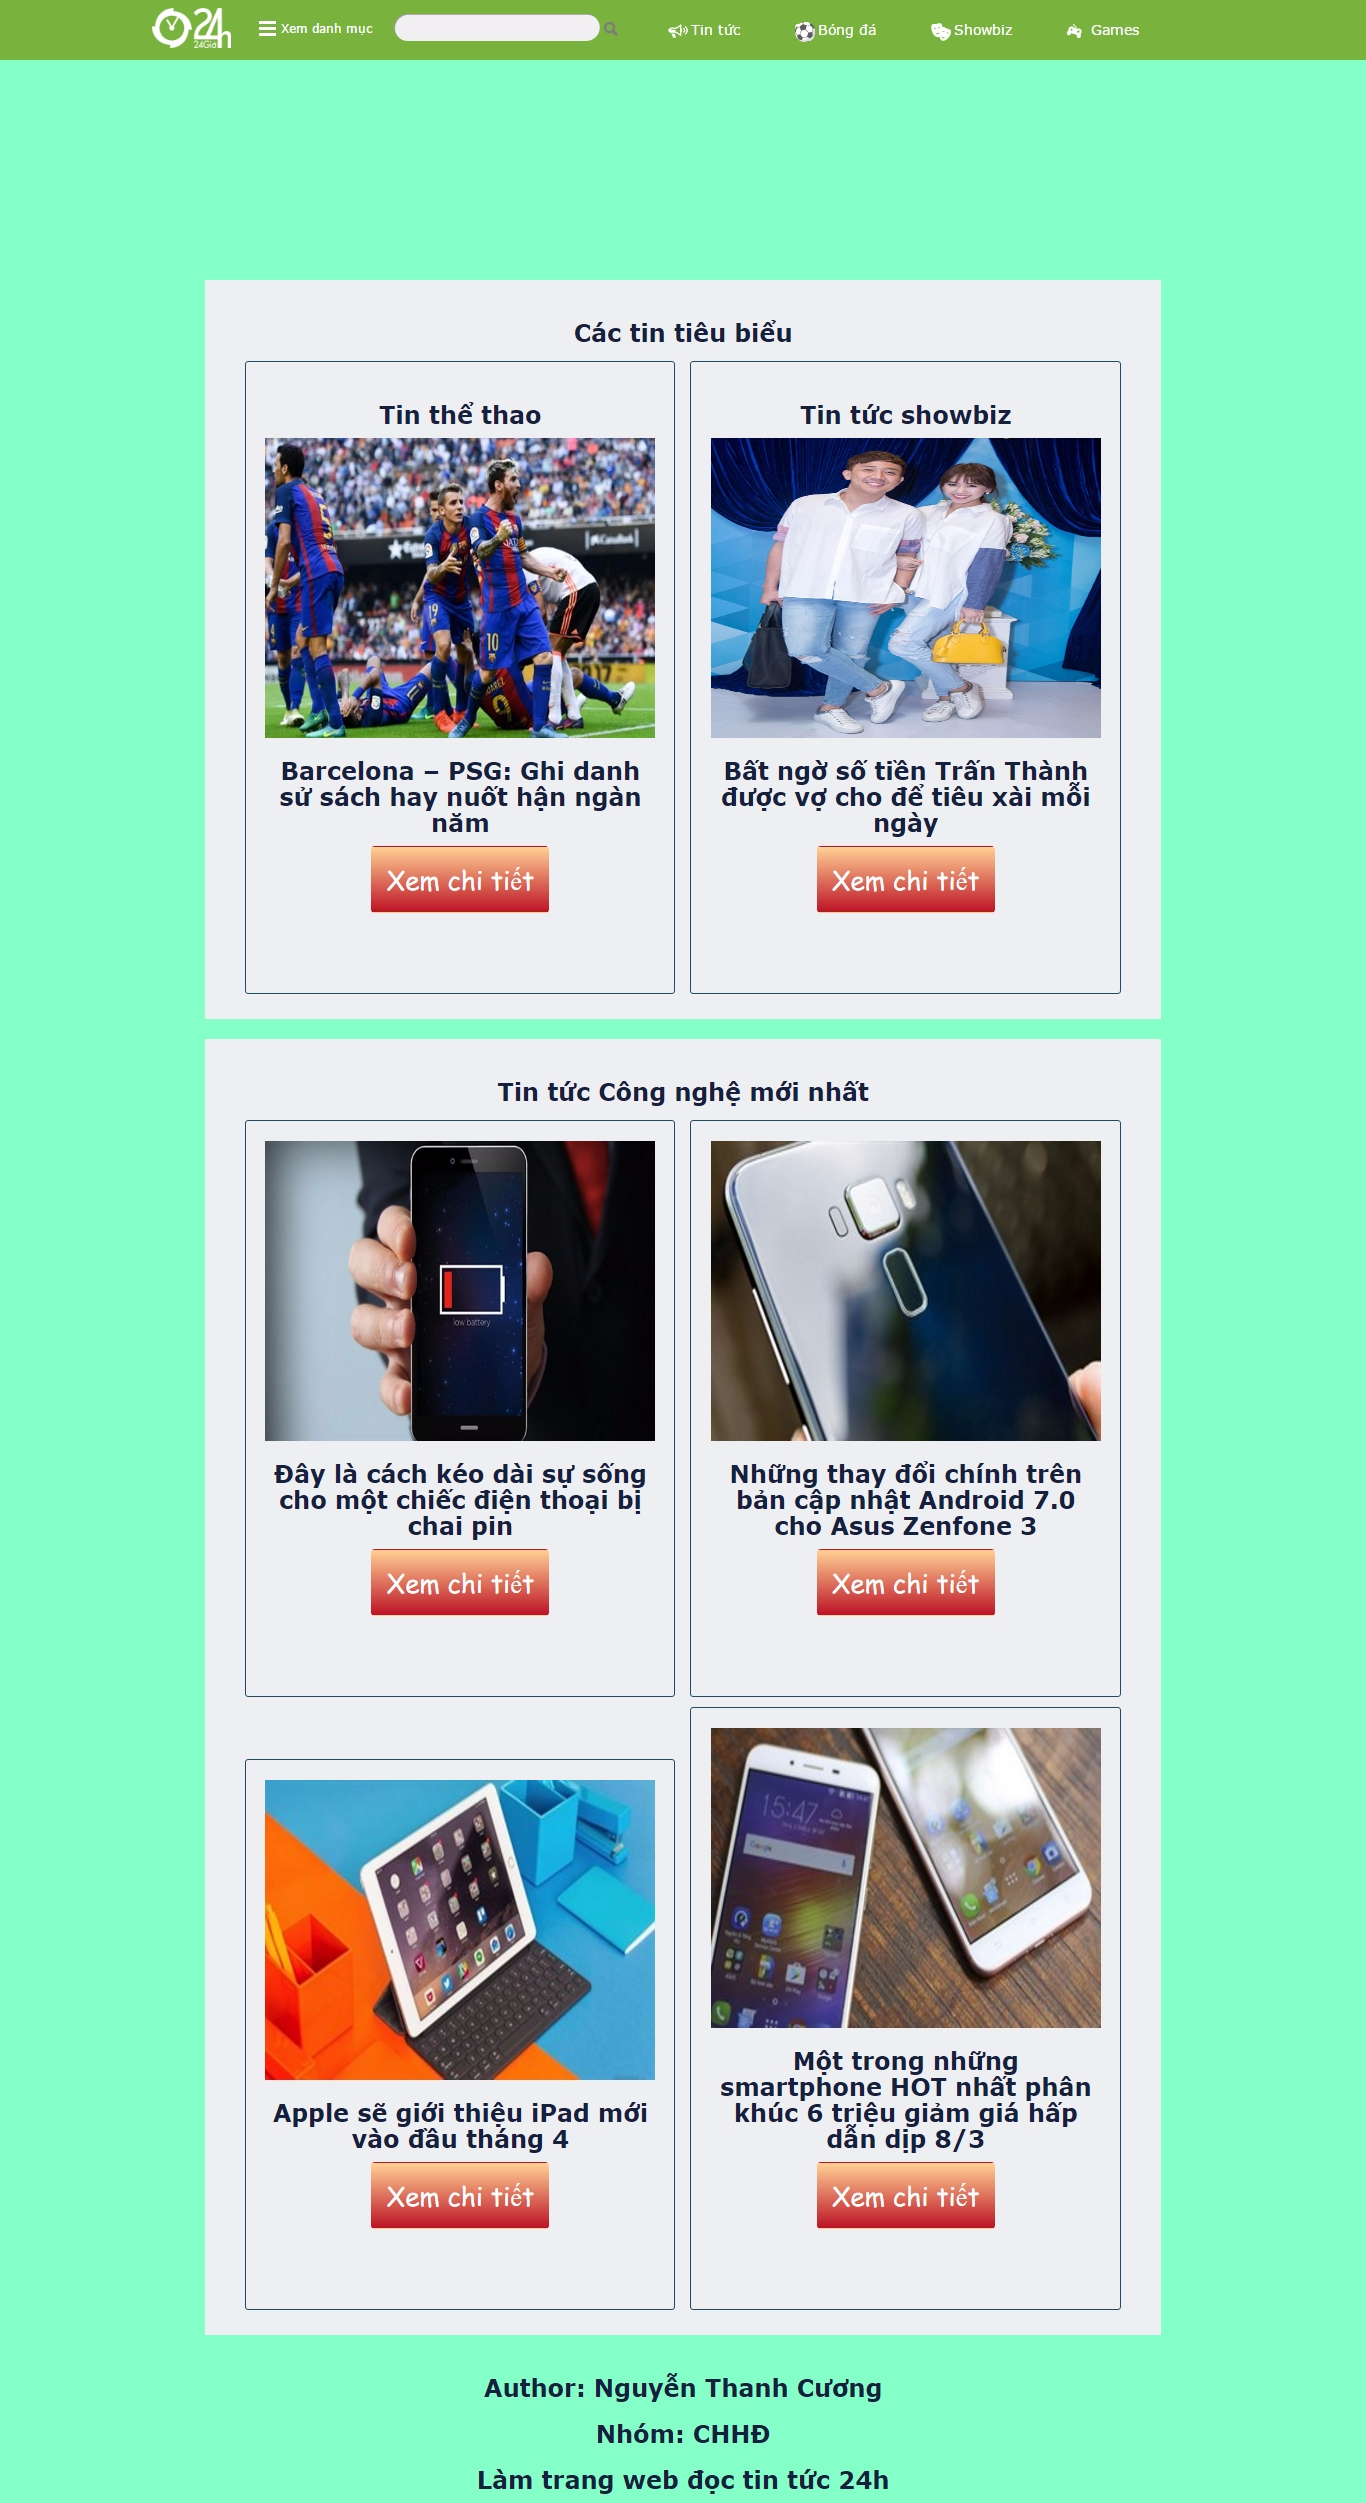 24h
24Giờ
Xem danh mục
Tin tức
Bóng đá
Showbiz
Games
Các tin tiêu biểu
Tin thể thao
Tin tức showbiz
5
19
10
9
Barcelona – PSG: Ghi danh
sử sách hay nuốt hận ngàn
năm
Xem chi tiết
Bất ngờ số tiền Trấn Thành
được vợ cho để tiêu xài mỗi
ngày
Xem chi tiết
Tin tức Công nghệ mới nhất
low battery
Đây là cách kéo dài sự sống
cho một chiếc điện thoại bị
chai pin
Xem chi tiết
Những thay đổi chính trên
bản cập nhật Android 7.0
cho Asus Zenfone 3
Xem chi tiết
Apple sẽ giới thiệu iPad mới
vào đầu tháng 4
Xem chi tiết
15:47
Google
Một trong những
smartphone HOT nhất phân
khúc 6 triệu giảm giá hấp
dẫn dịp 8/3
Xem chi tiết
Author: Nguyễn Thanh Cương
Nhóm: CHHĐ
Làm trang web đọc tin tức 24h